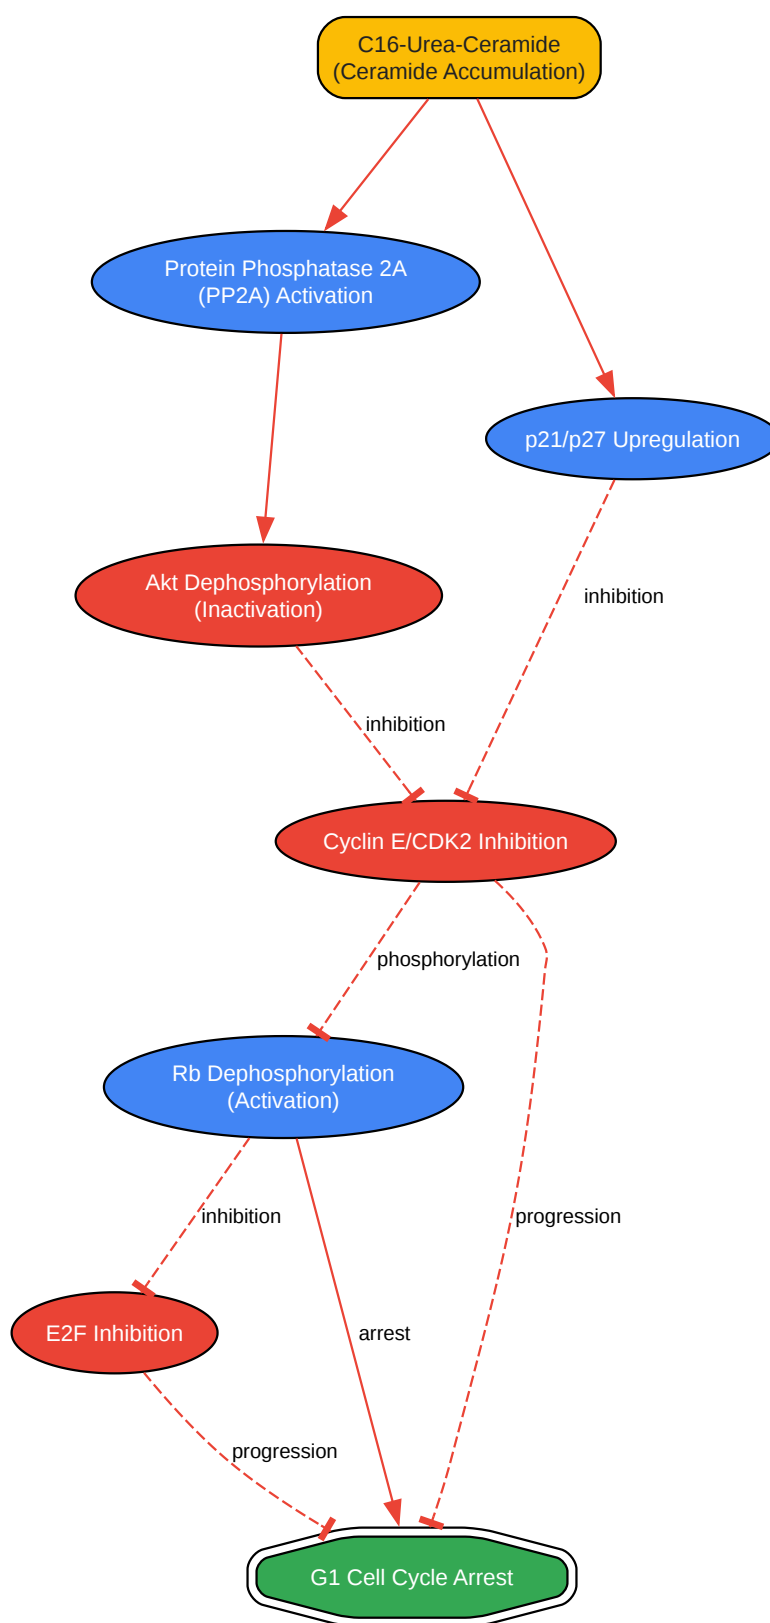 C16-Urea-Ceramide
(Ceramide Accumulation)
Protein Phosphatase 2A
(PP2A) Activation
p21/p27 Upregulation
Akt Dephosphorylation
(Inactivation)
inhibition
inhibition
Cyclin E/CDK2 Inhibition
phosphorylation
Rb Dephosphorylation
(Activation)
inhibition
progression
E2F Inhibition
arrest
progression
G1 Cell Cycle Arrest